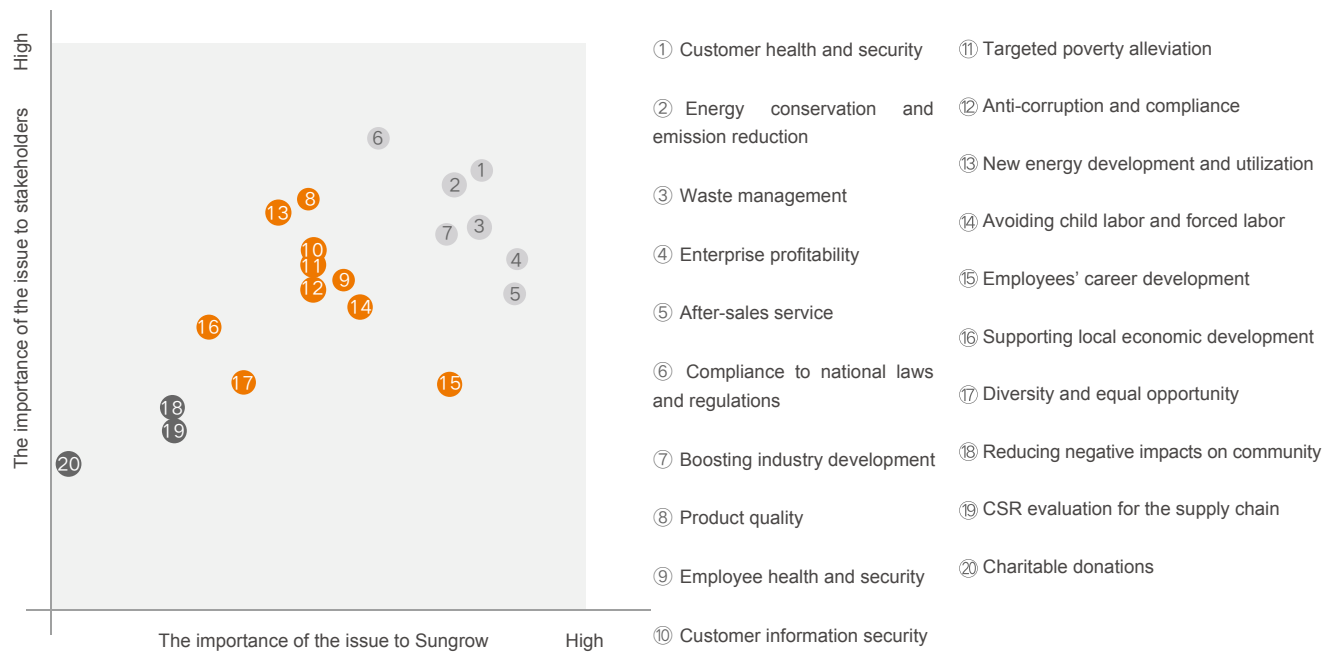 High
The importance of the issue to stakeholders
6
1
2
8
13
3
7
10
4
11
9
12
5
14
16
17
15
18
19
20
The importance of the issue to Sungrow
High
① Customer health and security
② Energy conservation and
emission reduction
③ Waste management
④ Enterprise profitability
⑤ After-sales service
⑥ Compliance to national laws
and regulations
⑦ Boosting industry development
⑧ Product quality
⑨ Employee health and security
⑩ Customer information security
⑪ Targeted poverty alleviation
⑫ Anti-corruption and compliance
⑬ New energy development and utilization
⑭ Avoiding child labor and forced labor
⑮ Employees’ career development
⑯ Supporting local economic development
⑰ Diversity and equal opportunity
⑱ Reducing negative impacts on community
⑲ CSR evaluation for the supply chain
⑳ Charitable donations